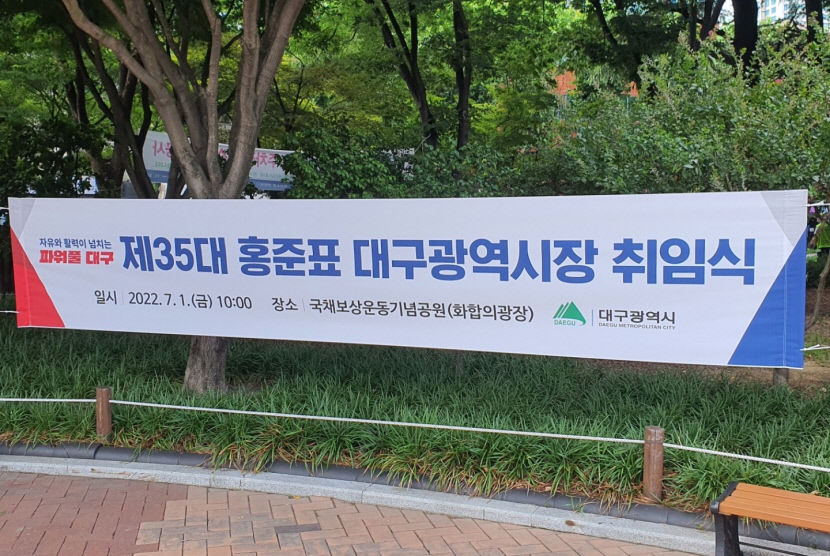 자유와 활력이 넘치는
파워풀 대구
제35대 홍준표 대구광역시장 취임식
일시 | 2022. 7. 1.(금) 10:00 장소 | 국채보상운동기념공원(화합의광장)
DAEGU
대구광역시
DAEGU METROPOLITAN CITY